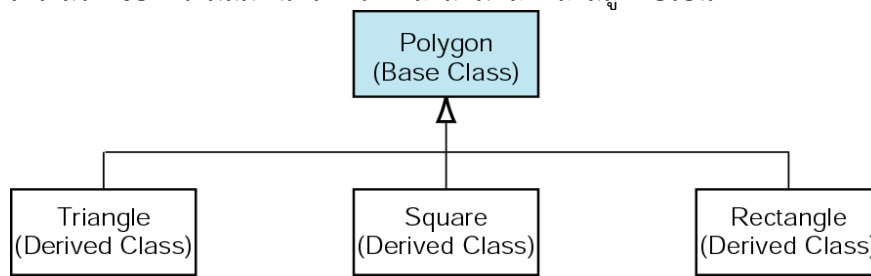 Polygon
(Base Class)
Triangle
(Derived Class)
Square
(Derived Class)
Rectangle
(Derived Class)